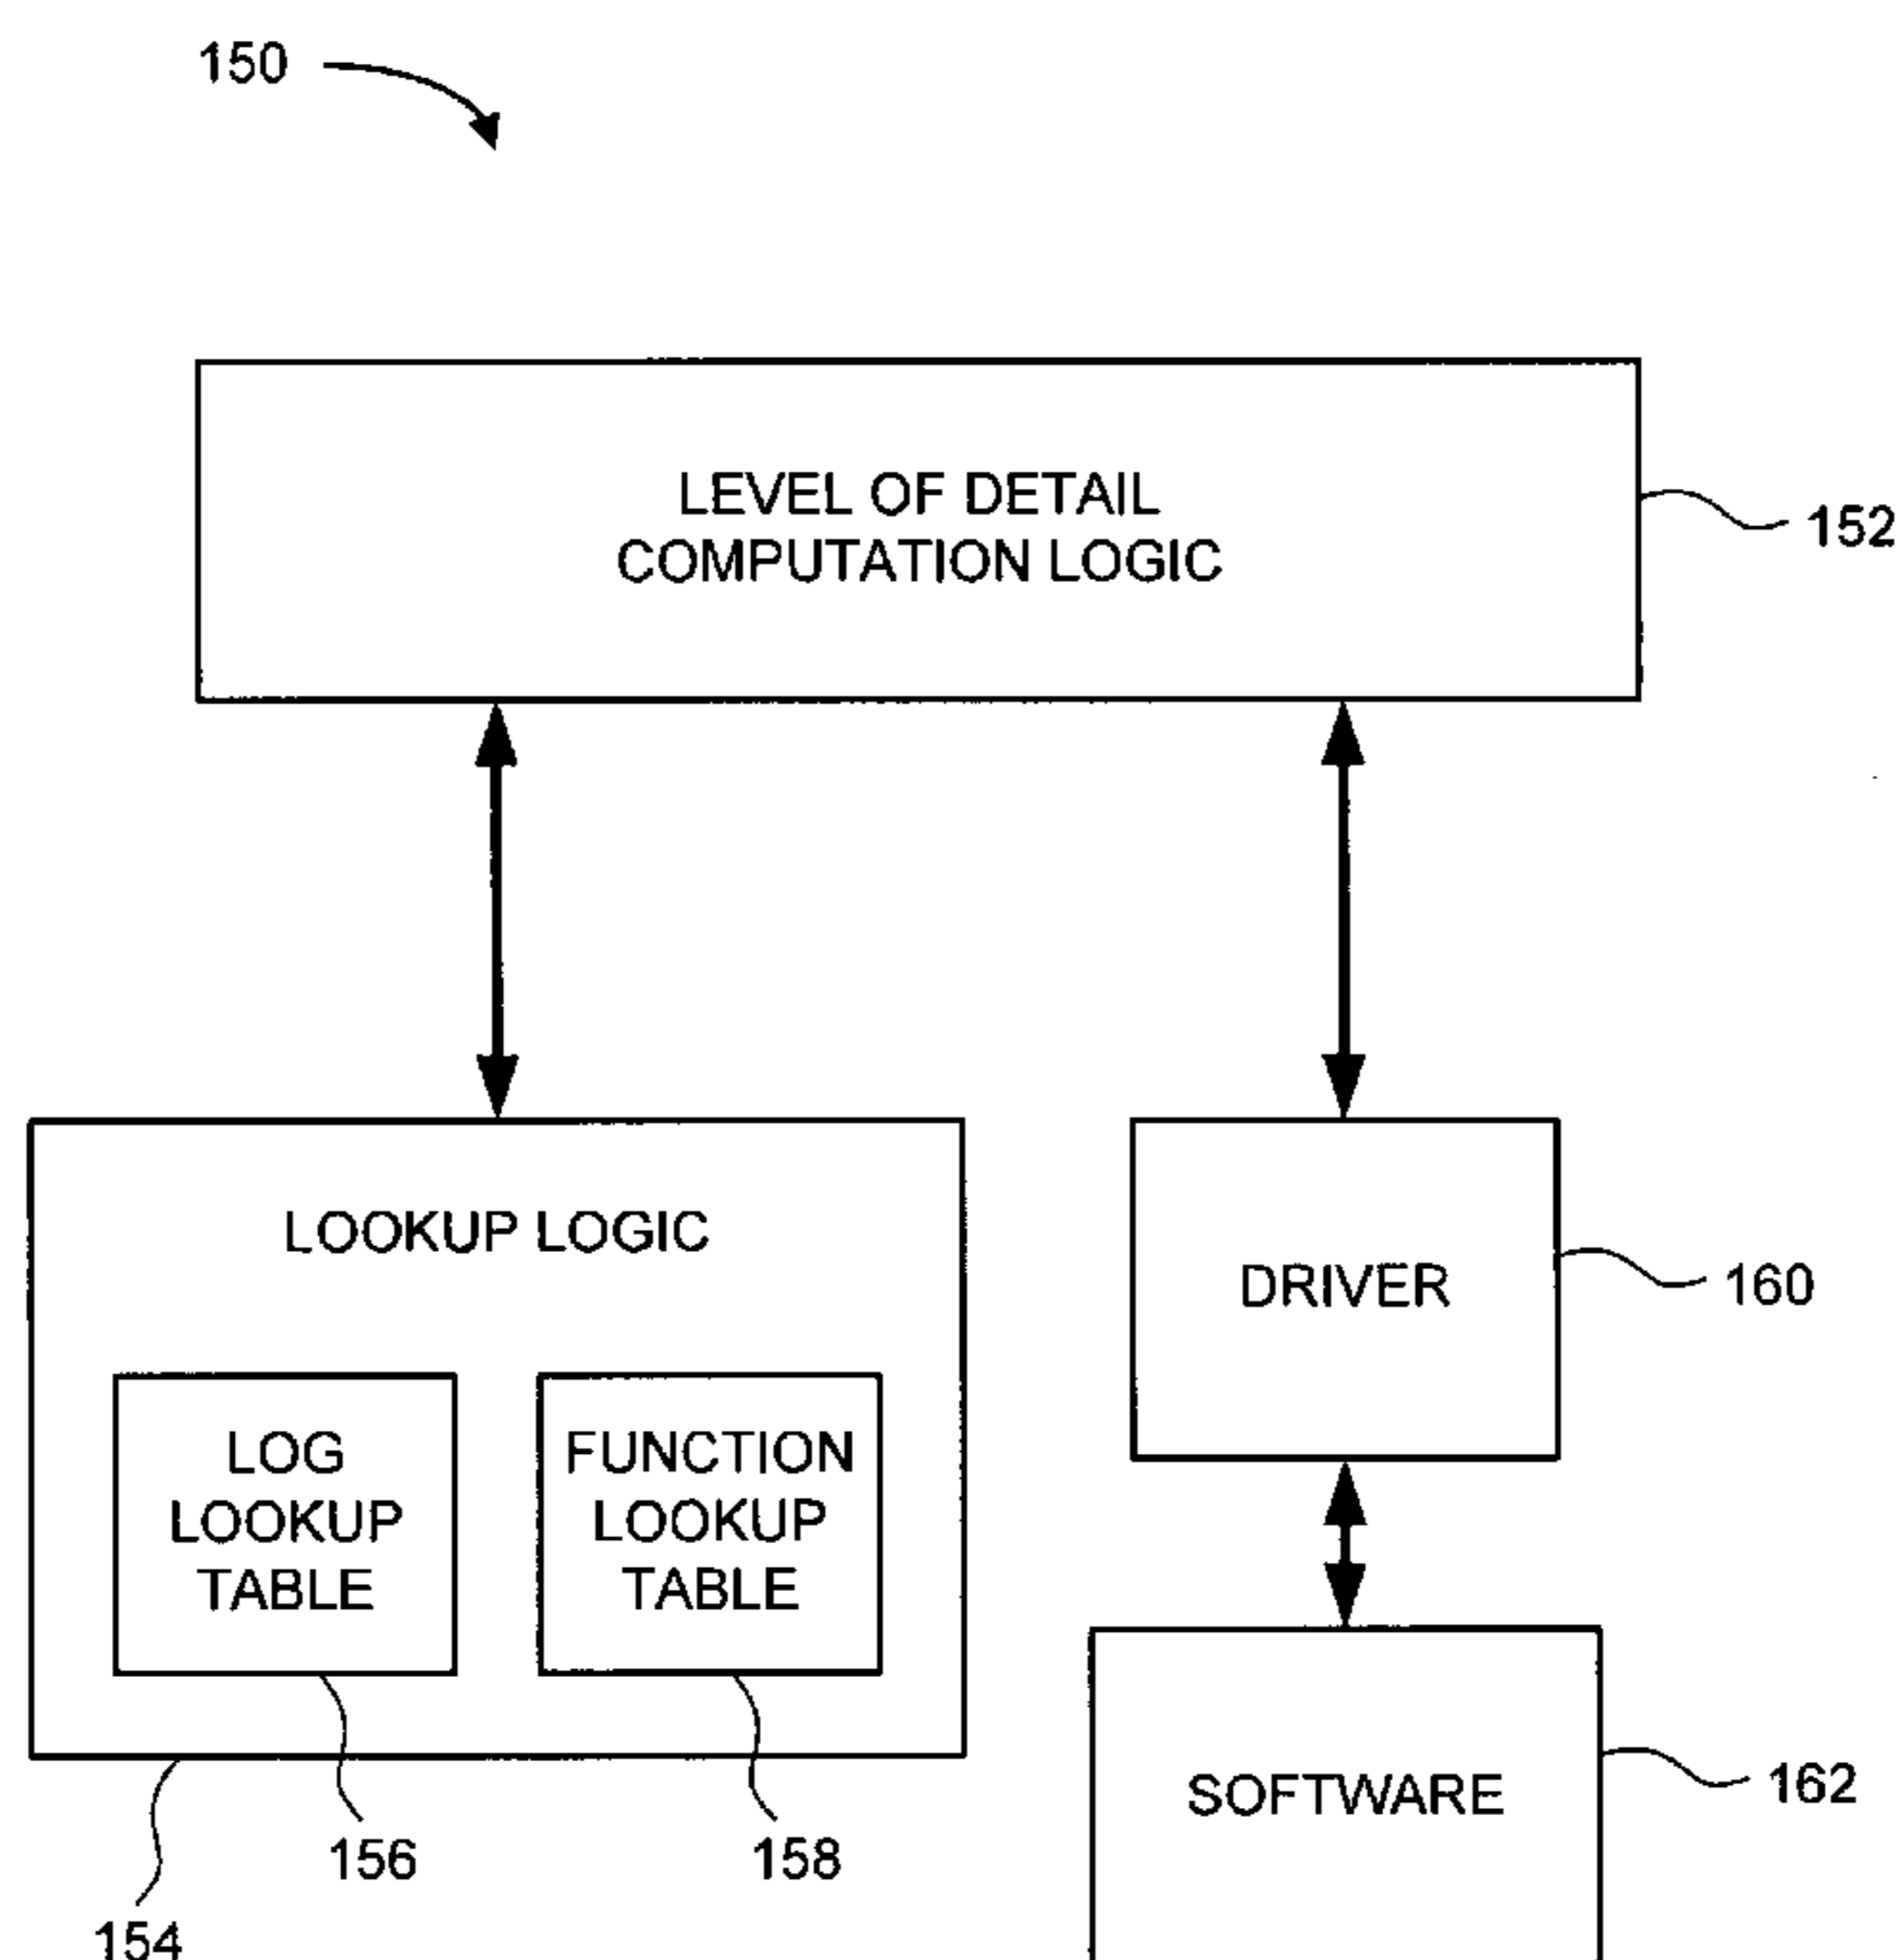 150
LEVEL OF DETAIL
COMPUTATION LOGIC
152
LOOKUP LOGIC
DRIVER
160
LOG
LOOKUP
TABLE
FUNCTION
LOOKUP
TABLE
SOFTWARE
162
156
158
154